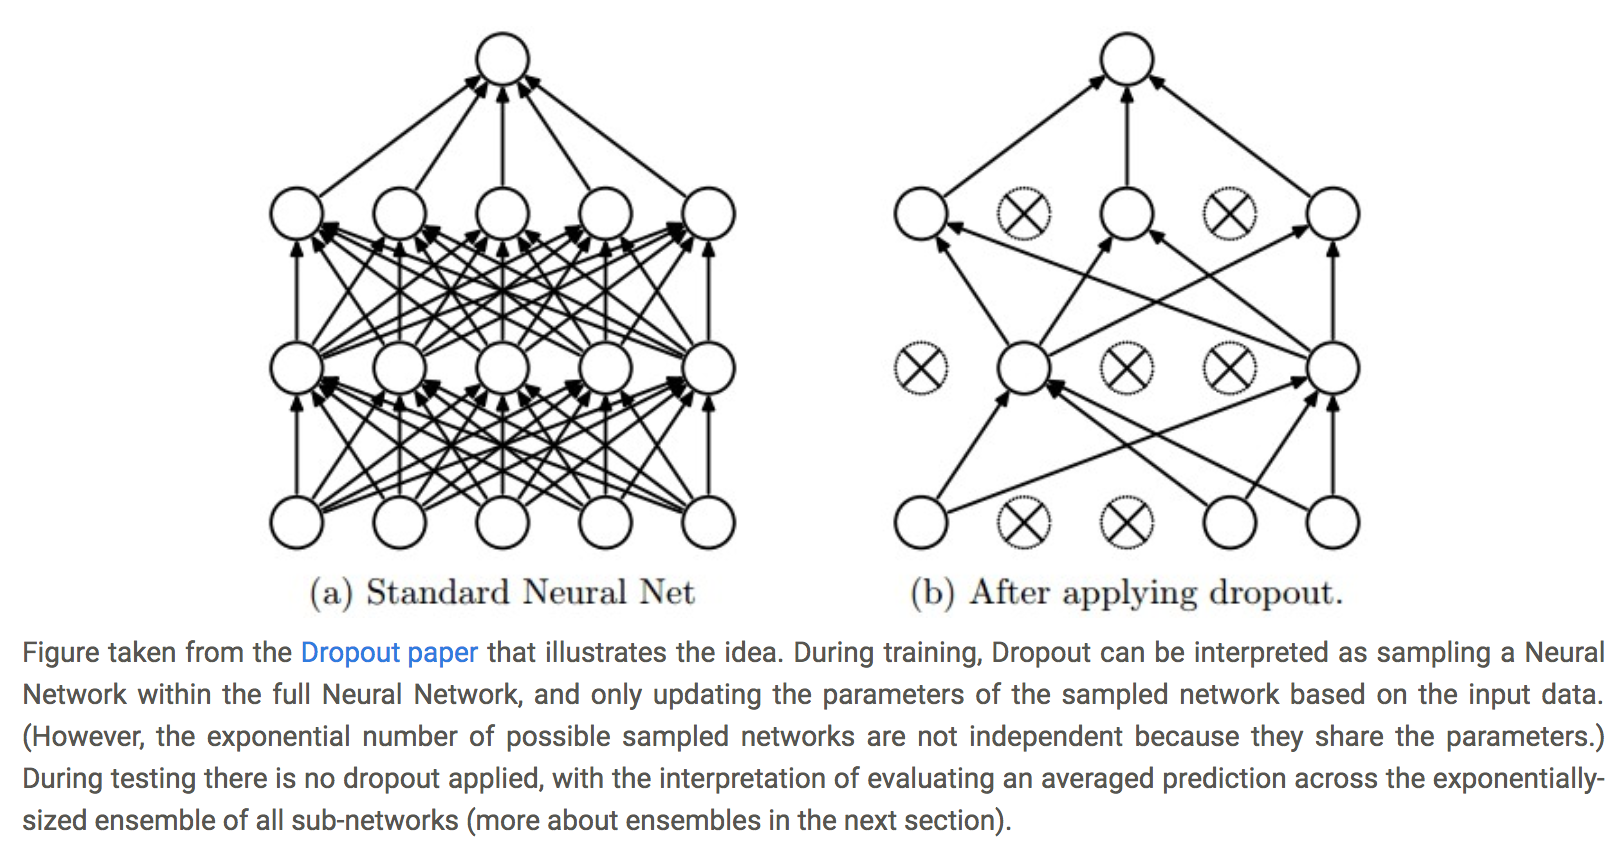 (a) Standard Neural Net
(b) After applying dropout.
Figure taken from the Dropout paper that illustrates the idea. During training, Dropout can be interpreted as sampling a Neural
Network within the full Neural Network, and only updating the parameters of the sampled network based on the input data.
(However, the exponential number of possible sampled networks are not independent because they share the parameters.)
During testing there is no dropout applied, with the interpretation of evaluating an averaged prediction across the exponentially-
sized ensemble of all sub-networks (more about ensembles in the next section).